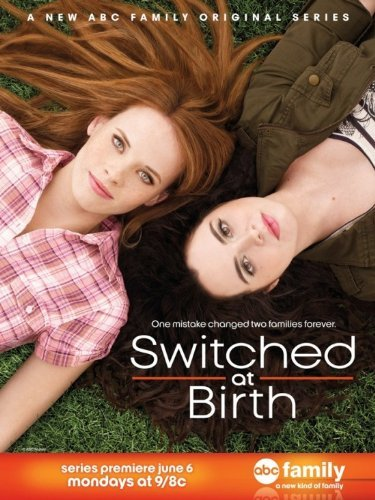 A NEW ABC FAMILY ORIGINAL SERIES
One mistake changed two families forever.
Switched
at
Birth
series premiere june 6
mondays at 9/8c
abc family
a new kind of family